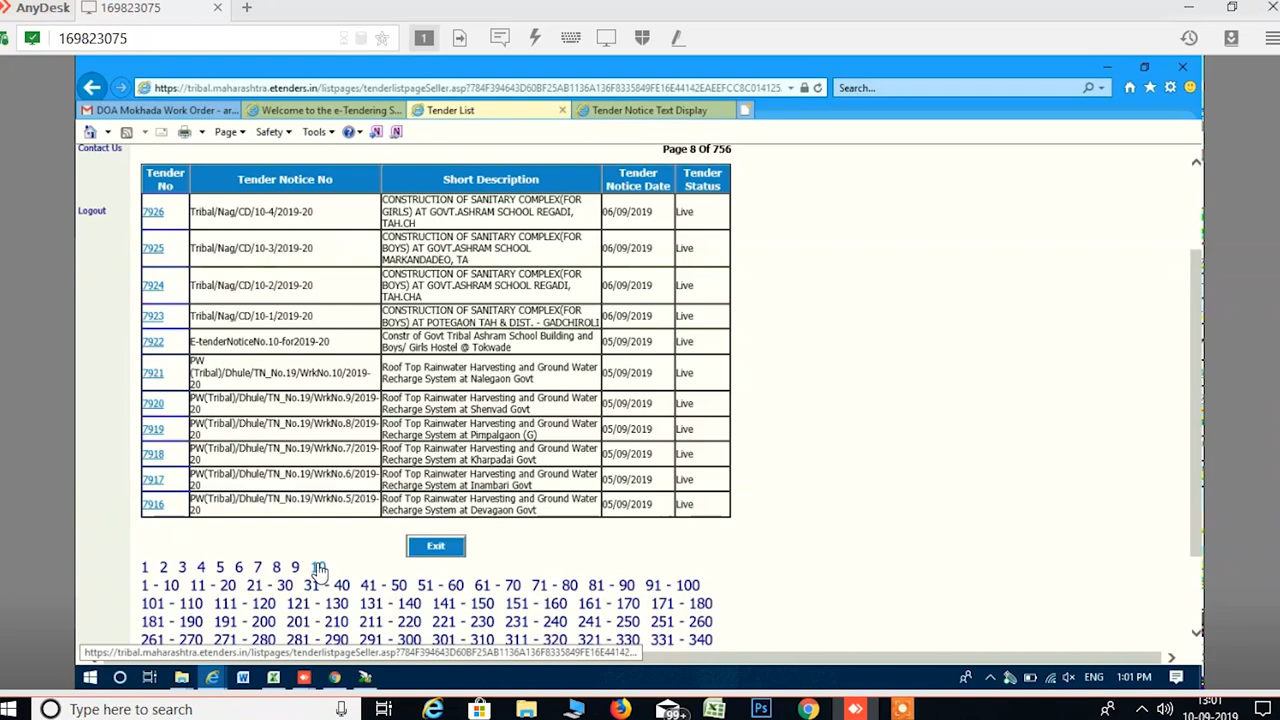 AnyDesk
169823075
169823075
1
https://tribal.maharashtra.etenders.in/listpages/tenderlistpageSeller.asp?784F394643D60BF25AB1136A136F8335849FE16E44142EAEEFCC8C014125.
Search...
DOA Mokhada Work Order - ar...
Welcome to the e-Tendering S...
Tender List
Tender Notice Text Display
Page
Safety
Tools
Contact Us
Page 8 Of 756
Tender No
Tender Notice No
Short Description
Tender Notice Date
Tender Status
Logout
7926
Tribal/Nag/CD/10-4/2019-20
CONSTRUCTION OF SANITARY COMPLEX(FOR
GIRLS) AT GOVT.ASHRAM SCHOOL REGADI,
TAH.CH
06/09/2019
Live
7925
Tribal/Nag/CD/10-3/2019-20
CONSTRUCTION OF SANITARY COMPLEX(FOR
BOYS) AT GOVT.ASHRAM SCHOOL
MARKANDADEO, TA
06/09/2019
Live
7924
Tribal/Nag/CD/10-2/2019-20
CONSTRUCTION OF SANITARY COMPLEX(FOR
BOYS) AT GOVT.ASHRAM SCHOOL REGADI,
TAH.CHA
06/09/2019
Live
7923
Tribal/Nag/CD/10-1/2019-20
CONSTRUCTION OF SANITARY COMPLEX(FOR
BOYS) AT POTEGAON TAH & DIST. - GADCHIROLI
06/09/2019
Live
7922
E-tenderNoticeNo.10-for2019-20
Constr of Govt Tribal Ashram School Building and
Boys/ Girls Hostel @ Tokwade
05/09/2019
Live
7921
PW
(Tribal)/Dhule/TN_No.19/WrkNo.10/2019-
20
Roof Top Rainwater Harvesting and Ground Water
Recharge System at Nalegaon Govt
05/09/2019
Live
7920
PW(Tribal)/Dhule/TN_No.19/WrkNo.9/2019-
20
Roof Top Rainwater Harvesting and Ground Water
Recharge System at Shenvad Govt
05/09/2019
Live
7919
PW(Tribal)/Dhule/TN_No.19/WrkNo.8/2019-
20
Roof Top Rainwater Harvesting and Ground Water
Recharge System at Pimpalgaon (G)
05/09/2019
Live
7918
PW(Tribal)/Dhule/TN_No.19/WrkNo.7/2019-
20
Roof Top Rainwater Harvesting and Ground Water
Recharge System at Kharpadai Govt
05/09/2019
Live
7917
PW(Tribal)/Dhule/TN_No.19/WrkNo.6/2019-
20
Roof Top Rainwater Harvesting and Ground Water
Recharge System at Inambari Govt
05/09/2019
Live
7916
PW(Tribal)/Dhule/TN_No.19/WrkNo.5/2019-
20
Roof Top Rainwater Harvesting and Ground Water
Recharge System at Devagaon Govt
05/09/2019
Live
Exit
1 2 3 4 5 6 7 8 9 10
1 - 10 11 - 20 21 - 30 31 - 40 41 - 50 51 - 60 61 - 70 71 - 80 81 - 90 91 - 100
101 - 110 111 - 120 121 - 130 131 - 140 141 - 150 151 - 160 161 - 170 171 - 180
181 - 190 191 - 200 201 - 210 211 - 220 221 - 230 231 - 240 241 - 250 251 - 260
261 - 270 271 - 280 281 - 290 291 - 300 301 - 310 311 - 320 321 - 330 331 - 340
https://tribal.maharashtra.etenders.in/listpages/tenderlistpageSeller.asp?784F394643D60BF25AB1136A136F8335849FE16E44142...
ENG 1:01 PM
Type here to search
99+
13:01
10-09-2019